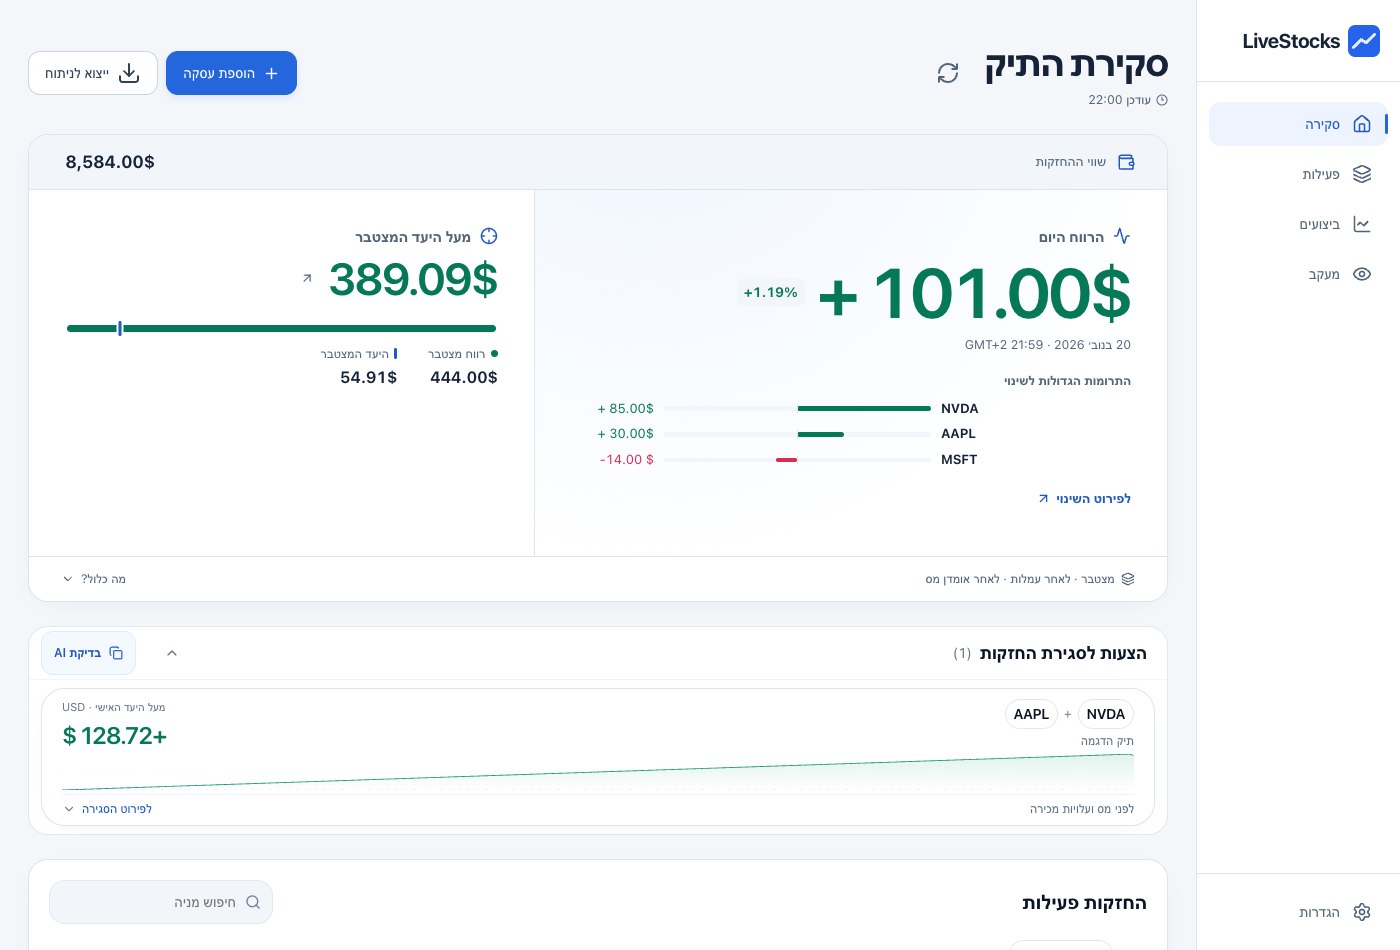 LiveStocks
סקירה
פעילות
ביצועים
מעקב
הגדרות
סקירת התיק
עודכן 22:00
הוספת עסקה
ייצוא לניתוח
שווי ההחזקות
8,584.00$
הרווח היום
+ 101.00$
+1.19%
20 בנוב׳ 2026 · 21:59 GMT+2
התרומות הגדולות לשינוי
NVDA + 85.00$
AAPL + 30.00$
MSFT -14.00 $
לפירוט השינוי
מעל היעד המצטבר
389.09$
רווח מצטבר
444.00$
היעד המצטבר
54.91$
מצטבר · לאחר עמלות · לאחר אומדן מס
מה כלול?
הצעות לסגירת החזקות (1)
בדיקת AI
NVDA + AAPL
תיק הדגמה
מעל היעד האישי · USD
$ 128.72+
לפני מס ועלויות מכירה
לפירוט הסגירה
החזקות פעילות
חיפוש מניה